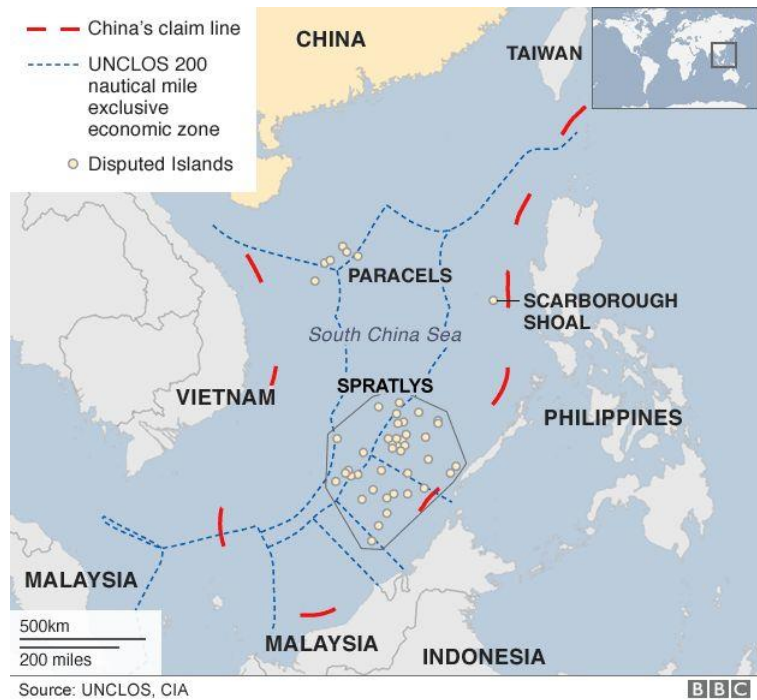 China's claim line
UNCLOS 200
nautical mile
exclusive
economic zone
Disputed Islands
CHINA
TAIWAN
PARACELS
SCARBOROUGH
SHOAL
South China Sea
SPRATLYS
VIETNAM
PHILIPPINES
MALAYSIA
MALAYSIA
INDONESIA
500km
200 miles
Source: UNCLOS, CIA
BBC